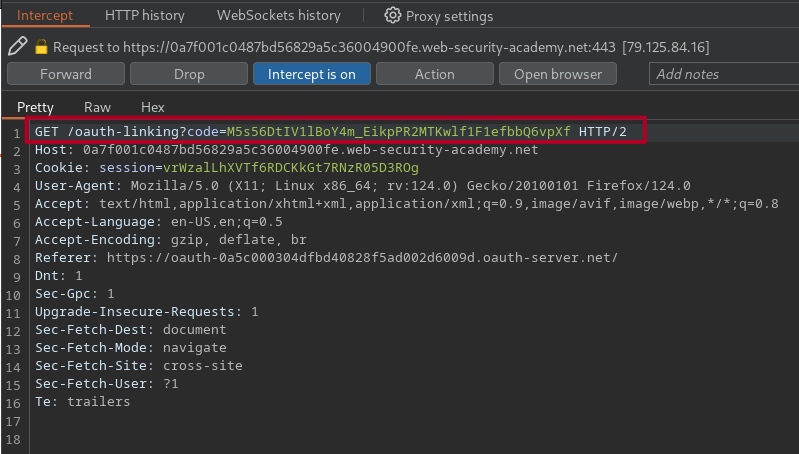 Intercept HTTP history WebSockets history Proxy settings
Request to https://0a7f001c0487bd56829a5c36004900fe.web-security-academy.net:443 [79.125.84.16]
Forward Drop Intercept is on Action Open browser Add notes
Pretty Raw Hex
1 GET /oauth-linking?code=M5s56DtIV1lBoY4m_EikpPR2MTKwlf1F1efbbQ6vpXf HTTP/2
2 Host: 0a7f001c0487bd56829a5c36004900fe.web-security-academy.net
3 Cookie: session=vrWzalLhXVTf6RDCKkGt7RNzR05D3ROg
4 User-Agent: Mozilla/5.0 (X11; Linux x86_64; rv:124.0) Gecko/20100101 Firefox/124.0
5 Accept: text/html,application/xhtml+xml,application/xml;q=0.9,image/avif,image/webp,*/*;q=0.8
6 Accept-Language: en-US,en;q=0.5
7 Accept-Encoding: gzip, deflate, br
8 Referer: https://oauth-0a5c000304dfbd40828f5ad002d6009d.oauth-server.net/
9 Dnt: 1
10 Sec-Gpc: 1
11 Upgrade-Insecure-Requests: 1
12 Sec-Fetch-Dest: document
13 Sec-Fetch-Mode: navigate
14 Sec-Fetch-Site: cross-site
15 Sec-Fetch-User: ?1
16 Te: trailers
17
18